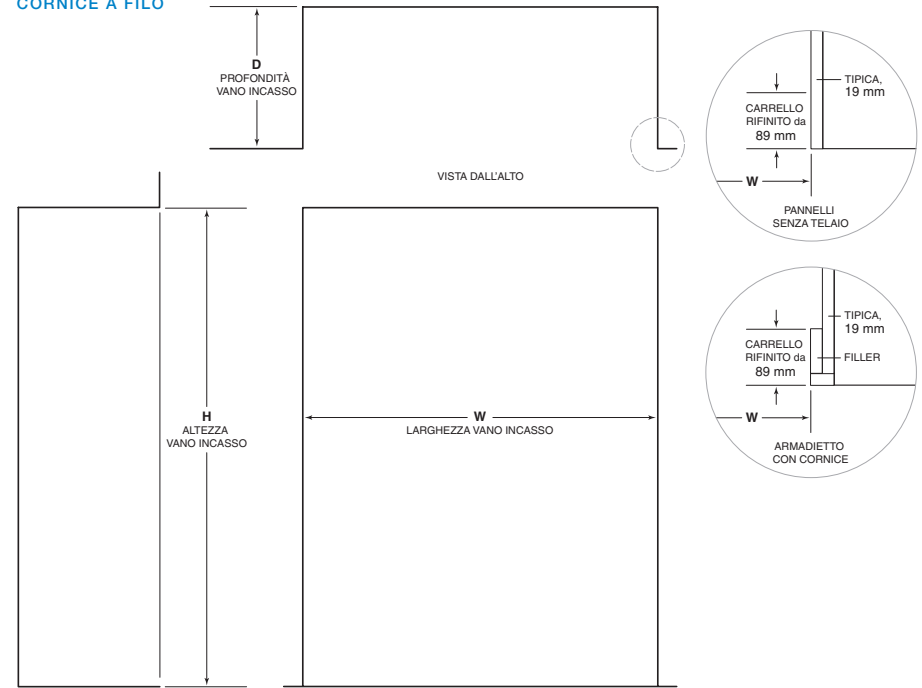 CORNICE A FILO
D
PROFONDITÀ
VANO INCASSO
VISTA DALL'ALTO
TIPICA,
19 mm
CARRELLO
RIFINITO da
89 mm
W
PANNELLI
SENZA TELAIO
H
ALTEZZA
VANO INCASSO
W
LARGHEZZA VANO INCASSO
TIPICA,
19 mm
CARRELLO
RIFINITO da
89 mm
FILLER
W
ARMADIETTO
CON CORNICE